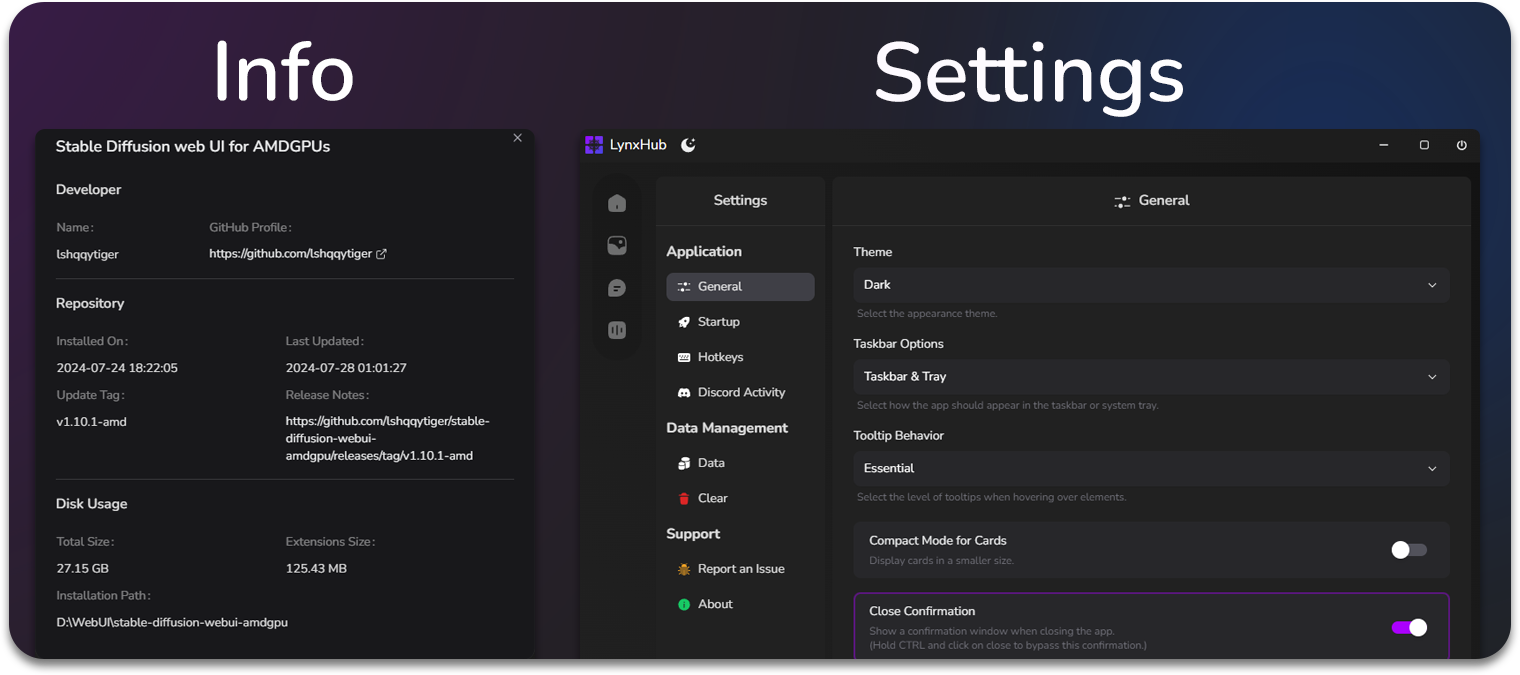 Info
Settings
Stable Diffusion web UI for AMDGPUs
Developer
Name:
GitHub Profile:
lshqqytiger
https://github.com/lshqqytiger
Repository
Installed On:
Last Updated:
2024-07-24 18:22:05
2024-07-28 01:01:27
Update Tag:
Release Notes:
v1.10.1-amd
https://github.com/lshqqytiger/stable-
diffusion-webui-
amdgpu/releases/tag/v1.10.1-amd
Disk Usage
Total Size:
Extensions Size:
27.15 GB
125.43 MB
Installation Path:
D:\WebUI\stable-diffusion-webui-amdgpu
LynxHub
Settings
Application
General
Startup
Hotkeys
Discord Activity
Data Management
Data
Clear
Support
Report an Issue
About
General
Theme
Dark
Select the appearance theme.
Taskbar Options
Taskbar & Tray
Select how the app should appear in the taskbar or system tray.
Tooltip Behavior
Essential
Select the level of tooltips when hovering over elements.
Compact Mode for Cards
Display cards in a smaller size.
Close Confirmation
Show a confirmation window when closing the app.
(Hold CTRL and click on close to bypass this confirmation.)